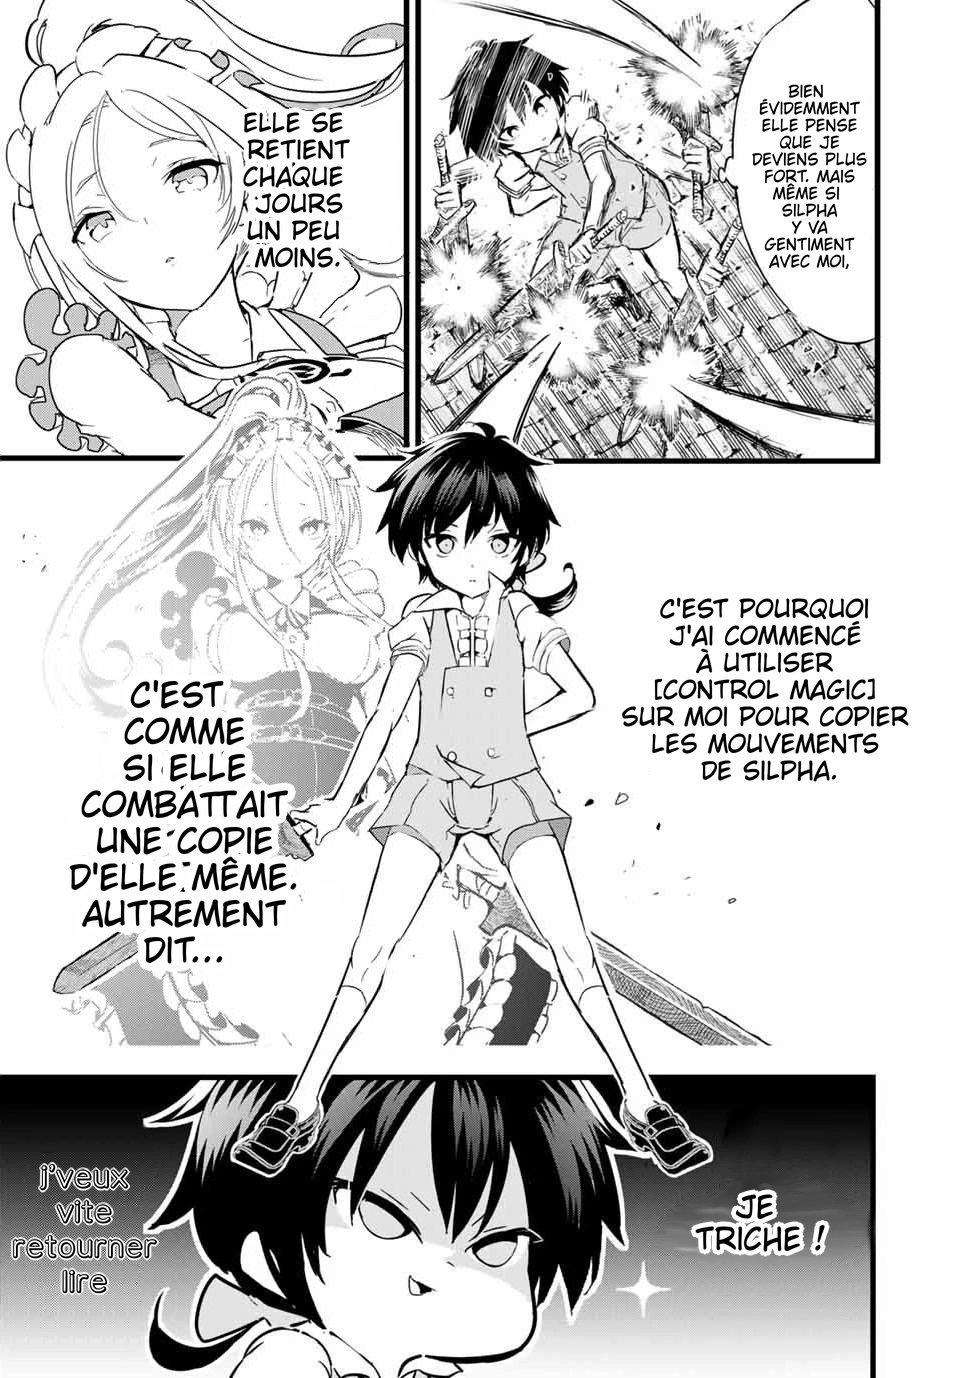 BIEN
ÉVIDEMMENT
ELLE PENSE
QUE JE
DEVIENS PLUS
FORT. MAIS
MÊME SI
SILPHA
Y VA
GENTIMENT
AVEC MOI,
ELLE SE
RETIENT
CHAQUE
JOURS
UN PEU
MOINS.
C'EST POURQUOI
J'AI COMMENCÉ
À UTILISER
[CONTROL MAGIC]
SUR MOI POUR COPIER
LES MOUVEMENTS
DE SILPHA.
C'EST
COMME
SI ELLE
COMBATTAIT
UNE COPIE
D'ELLE MÊME.
AUTREMENT
DIT...
JE
TRICHE !
j'veux
vite
retourner
lire